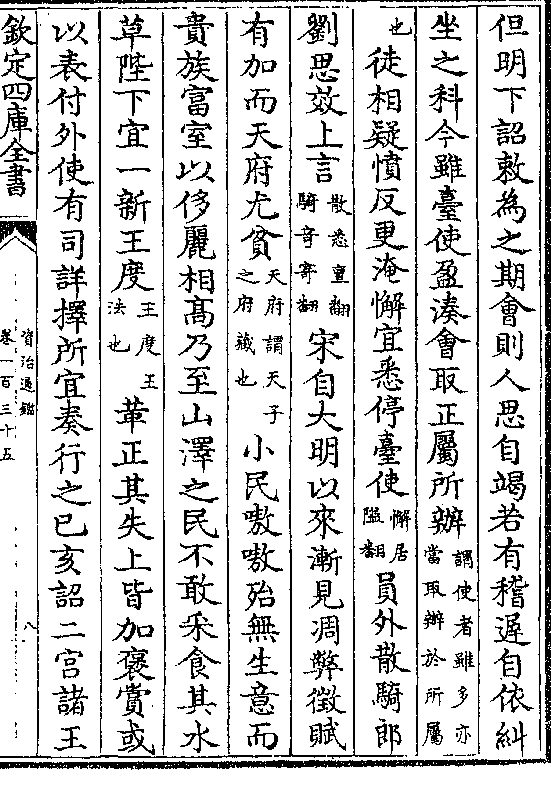 但明下詔敕為之期會則人思自竭若有稽遲自依糾
坐之科今雖臺使盈湊會取正屬所辦謂使者雖多亦當取辦於所屬
也徒相疑憤反更淹懈宜悉停臺使懈居隘翻員外散騎郎
劉思效上言散悉亶翻騎奇寄翻宋自大明以來漸見凋弊徵賦
有加而天府尤貧天府謂天子之府藏也小民嗷嗷殆無生意而
貴族富室以侈麗相高乃至山澤之民不敢采食其水
草陛下宜一新王度王度王法也革正其失上皆加褒賞或
以表付外使有司詳擇所宜奏行之己亥詔二宫諸王
欽定四庫全書
資治通鑑
卷一百三十五
八